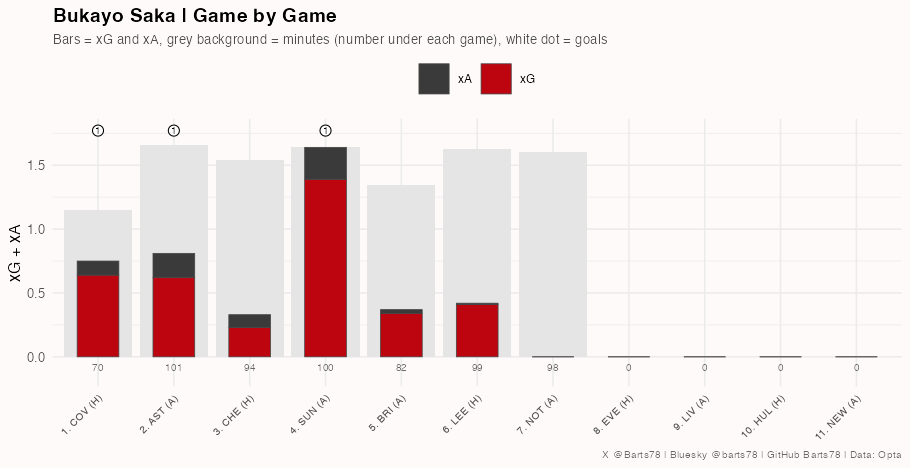 Bukayo Saka | Game by Game
Bars = xG and xA, grey background = minutes (number under each game), white dot = goals
xA xG
1 1 1
xG + xA
1.5
1.0
0.5
0.0
70 101 94 100 82 99 98 0 0 0 0
1. COV (H) 2. AST (A) 3. CHE (H) 4. SUN (A) 5. BRI (A) 6. LEE (H) 7. NOT (A) 8. EVE (H) 9. LIV (A) 10. HUL (H) 11. NEW (A)
X @Barts78 | Bluesky @barts78 | GitHub Barts78 | Data: Opta